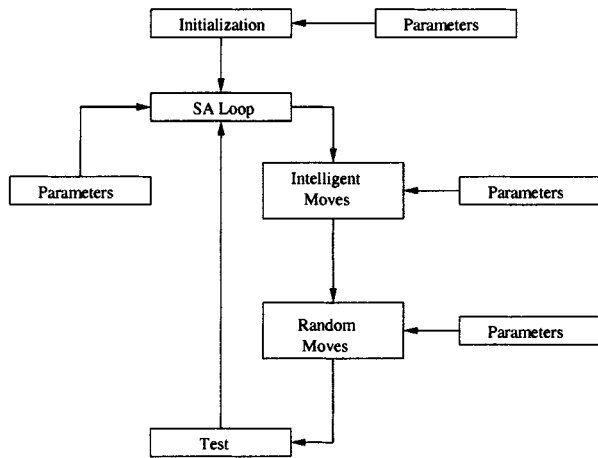 Initialization
Parameters
SA Loop
Parameters
Intelligent
Moves
Parameters
Random
Moves
Parameters
Test